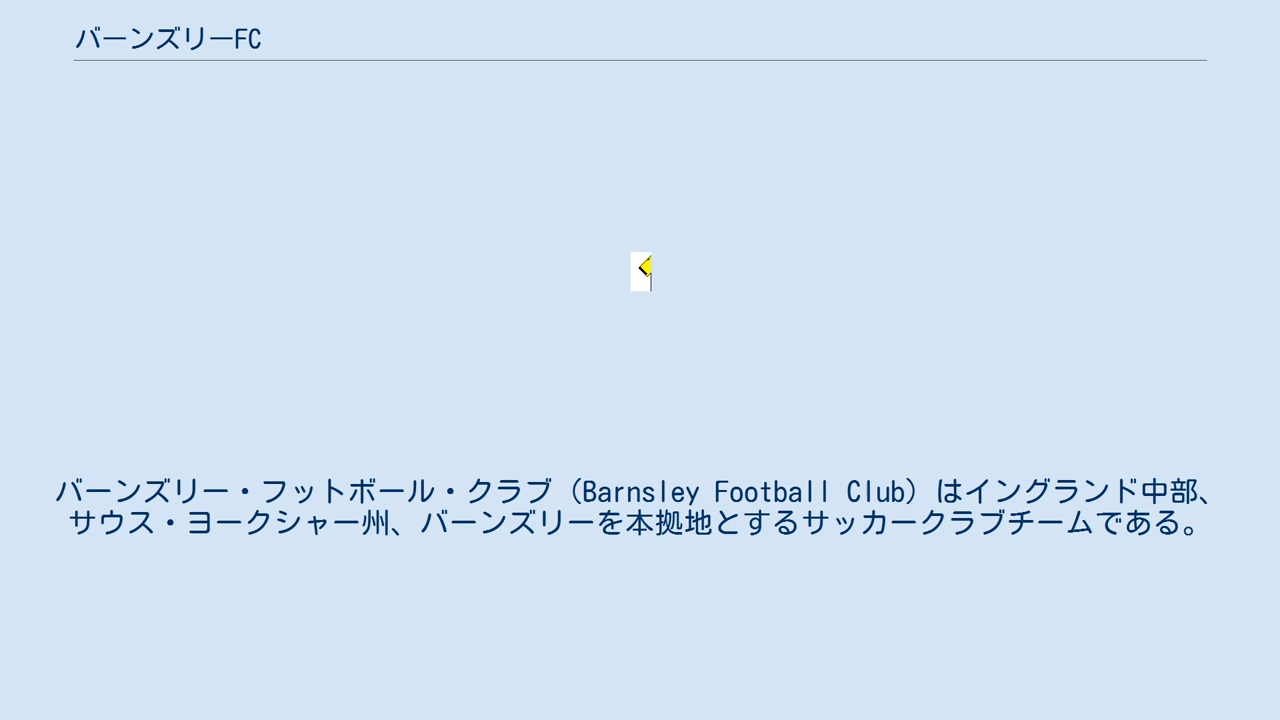 バーンズリーFC
バーンズリー・フットボール・クラブ（Barnsley Football Club）はイングランド中部、
サウス・ヨークシャー州、バーンズリーを本拠地とするサッカークラブチームである。